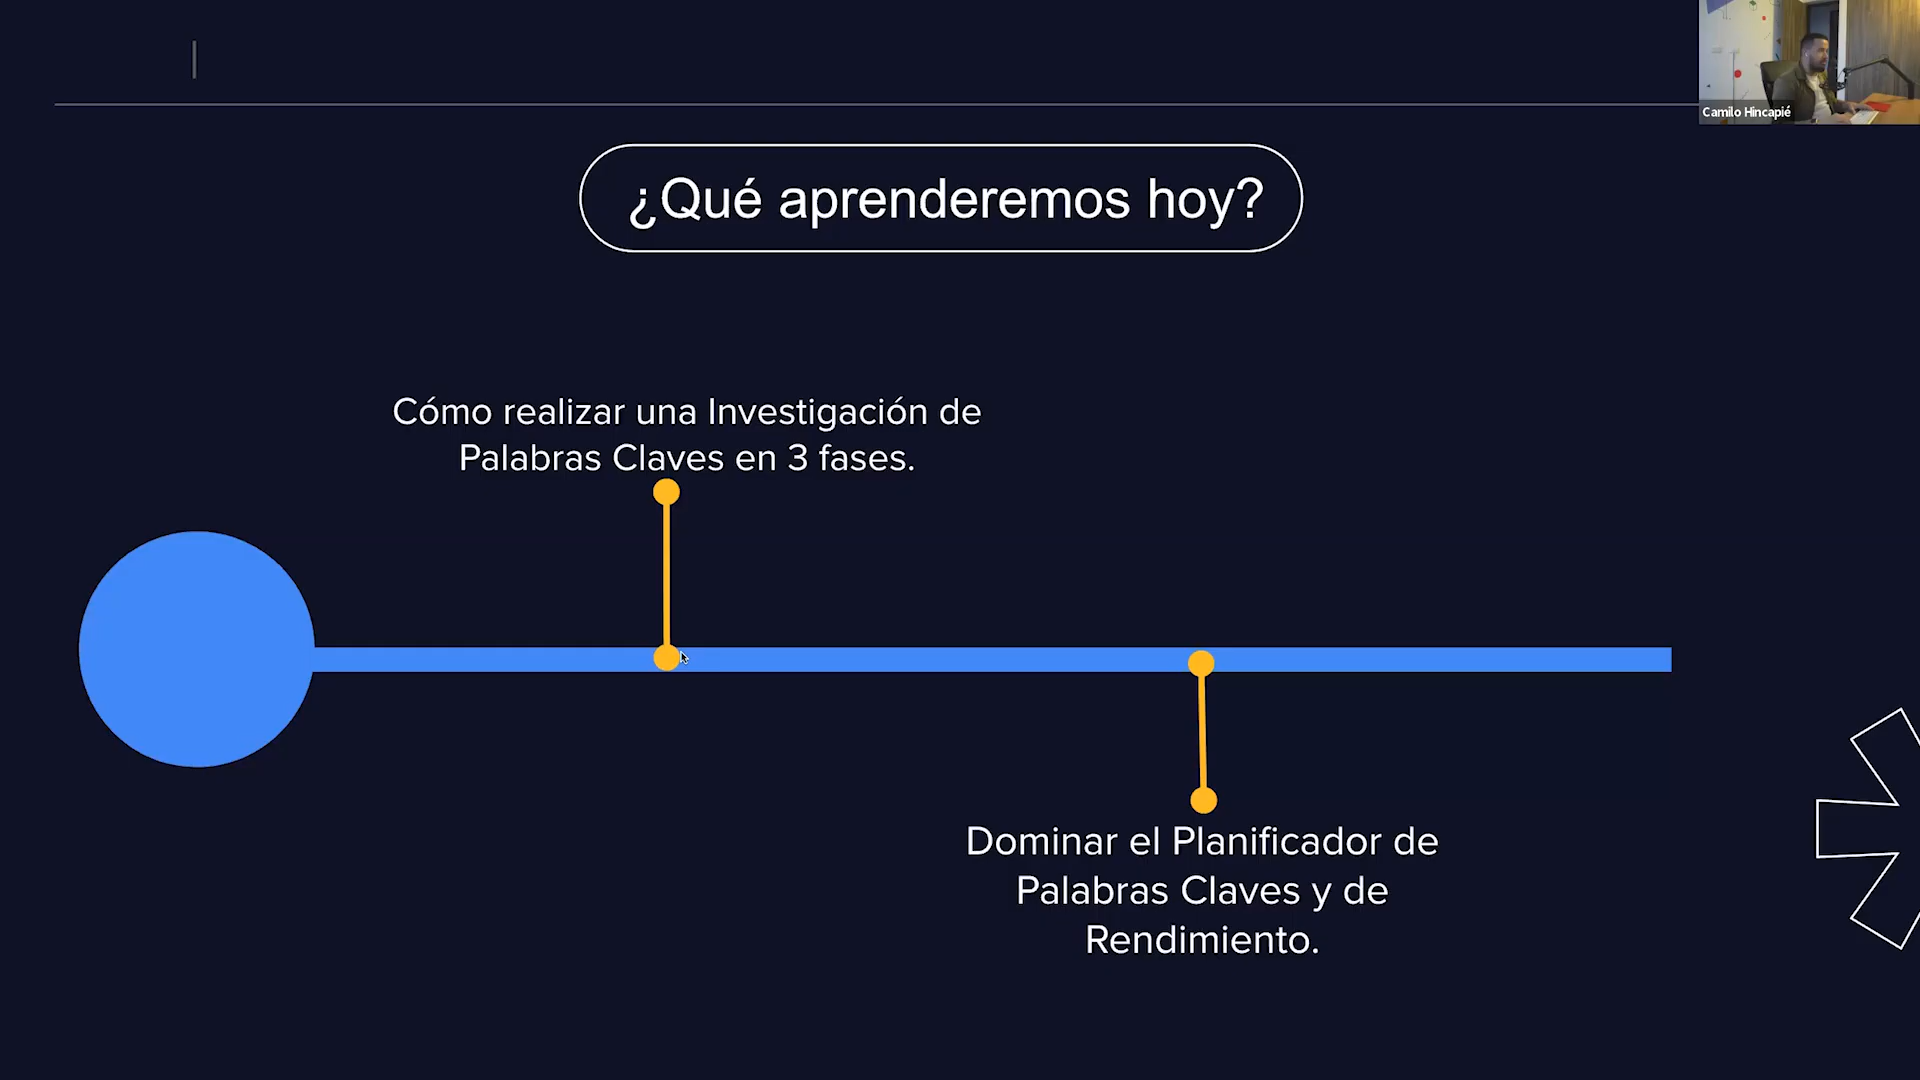 Camilo Hincapié
¿Qué aprenderemos hoy?
Cómo realizar una Investigación de
Palabras Claves en 3 fases.
Dominar el Planificador de
Palabras Claves y de
Rendimiento.